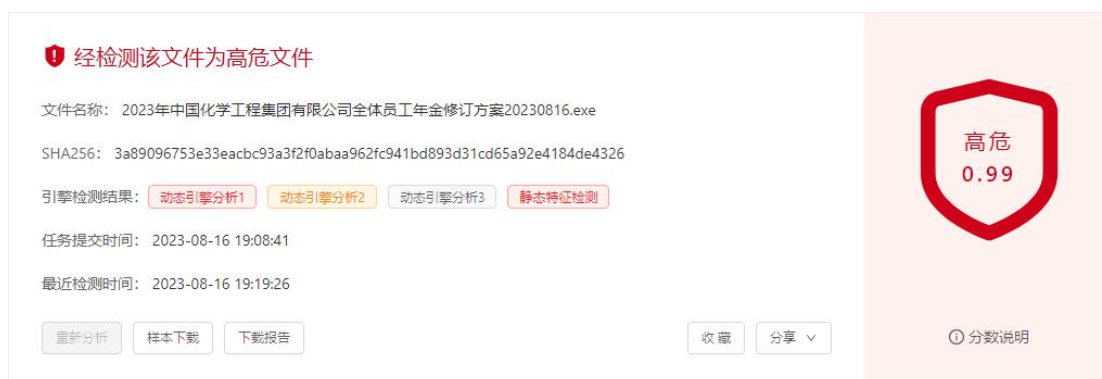 经检测该文件为高危文件
文件名称： 2023年中国化学工程集团有限公司全体员工年金修订方案20230816.exe
SHA256： 3a89096753e33eacbc93a3f2f0abaa962fc941bd893d31cd65a92e4184de4326
引擎检测结果： 动态引擎分析1 动态引擎分析2 动态引擎分析3 静态特征检测
任务提交时间： 2023-08-16 19:08:41
最近检测时间： 2023-08-16 19:19:26
重新分析 样本下载 下载报告 收藏 分享
高危
0.99
分数说明